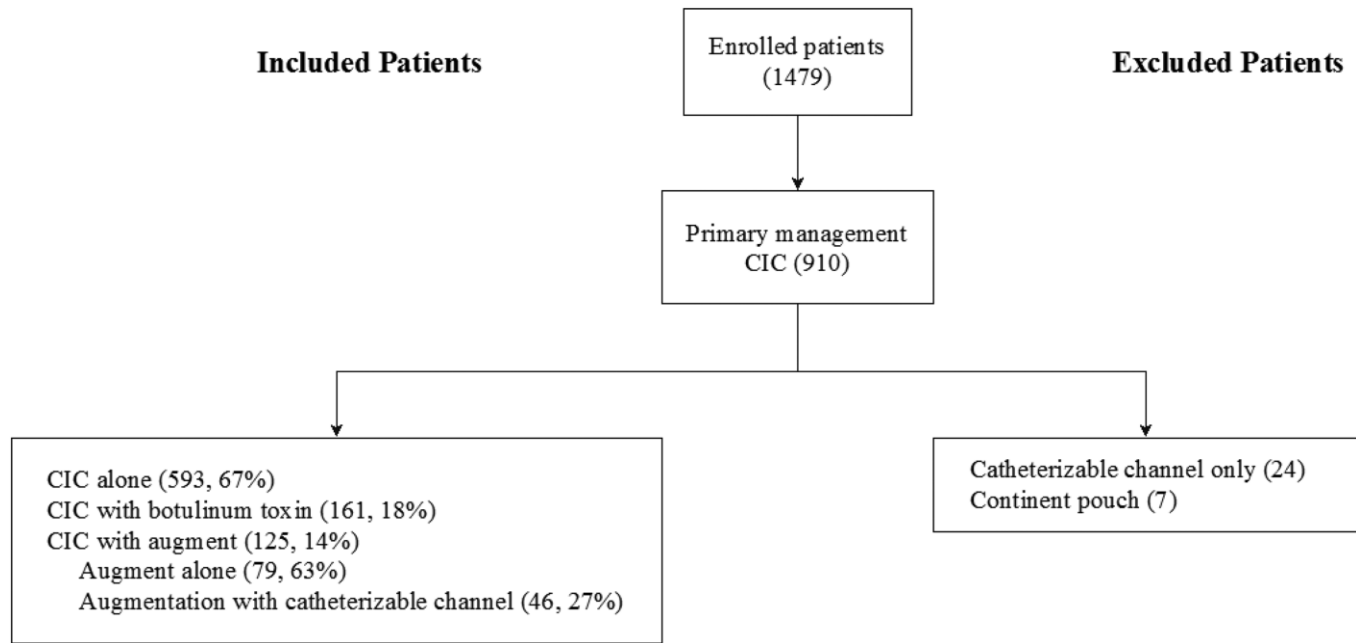 Included Patients
Enrolled patients
(1479)
Excluded Patients
Primary management
CIC (910)
CIC alone (593, 67%)
CIC with botulinum toxin (161, 18%)
CIC with augment (125, 14%)
Augment alone (79, 63%)
Augmentation with catheterizable channel (46, 27%)
Catheterizable channel only (24)
Continent pouch (7)